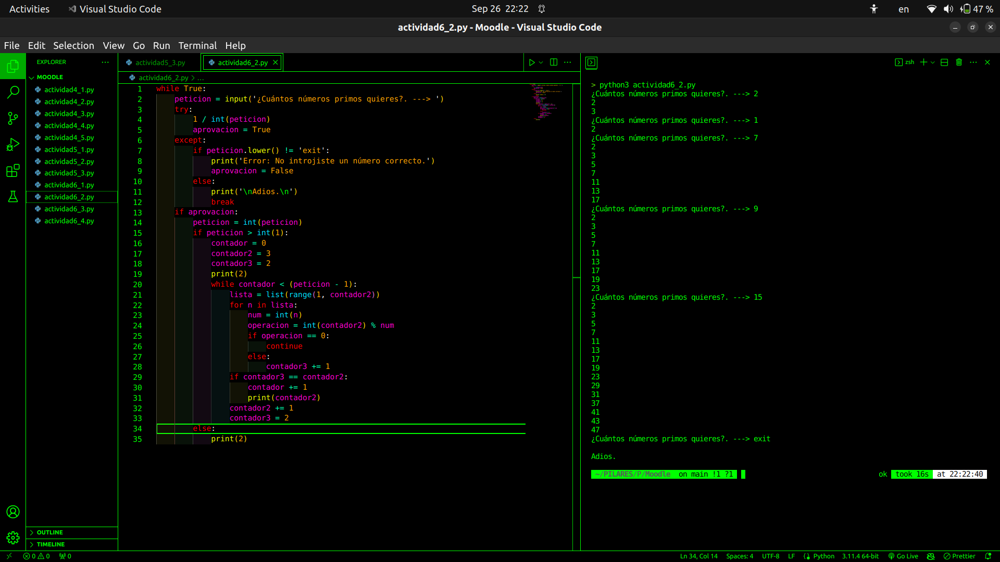 Activities
Visual Studio Code
Sep 26 22:22
en
47 %
actividad6_2.py - Moodle - Visual Studio Code
File Edit Selection View Go Run Terminal Help
EXPLORER
MOODLE
actividad4_1.py
actividad4_2.py
actividad4_3.py
actividad4_4.py
actividad4_5.py
actividad5_1.py
actividad5_2.py
actividad5_3.py
actividad6_1.py
actividad6_2.py
actividad6_3.py
actividad6_4.py
OUTLINE
TIMELINE
actividad5_3.py
actividad6_2.py
actividad6_2.py > ...
1 while True:
2 peticion = input('¿Cuántos números primos quieres?. ---> ')
3 try:
4 1 / int(peticion)
5 aprovacion = True
6 except:
7 if peticion.lower() != 'exit':
8 print('Error: No introjiste un número correcto.')
9 aprovacion = False
10 else:
11 print('\nAdios.\n')
12 break
13 if aprovacion:
14 peticion = int(peticion)
15 if peticion > int(1):
16 contador = 0
17 contador2 = 3
18 contador3 = 2
19 print(2)
20 while contador < (peticion - 1):
21 lista = list(range(1, contador2))
22 for n in lista:
23 num = int(n)
24 operacion = int(contador2) % num
25 if operacion == 0:
26 continue
27 else:
28 contador3 += 1
29 if contador3 == contador2:
30 contador += 1
31 print(contador2)
32 contador2 += 1
33 contador3 = 2
34 else:
35 print(2)
zsh
> python3 actividad6_2.py
¿Cuántos números primos quieres?. ---> 2
2
3
¿Cuántos números primos quieres?. ---> 1
2
¿Cuántos números primos quieres?. ---> 7
2
3
5
7
11
13
17
¿Cuántos números primos quieres?. ---> 9
2
3
5
7
11
13
17
19
23
¿Cuántos números primos quieres?. ---> 15
2
3
5
7
11
13
17
19
23
29
31
37
41
43
47
¿Cuántos números primos quieres?. ---> exit
Adios.
~/PILARES/P/Moodle on main !1 ?1
ok took 16s at 22:22:40
0 0 0
Ln 34, Col 14 Spaces: 4 UTF-8 LF Python 3.11.4 64-bit Go Live Prettier